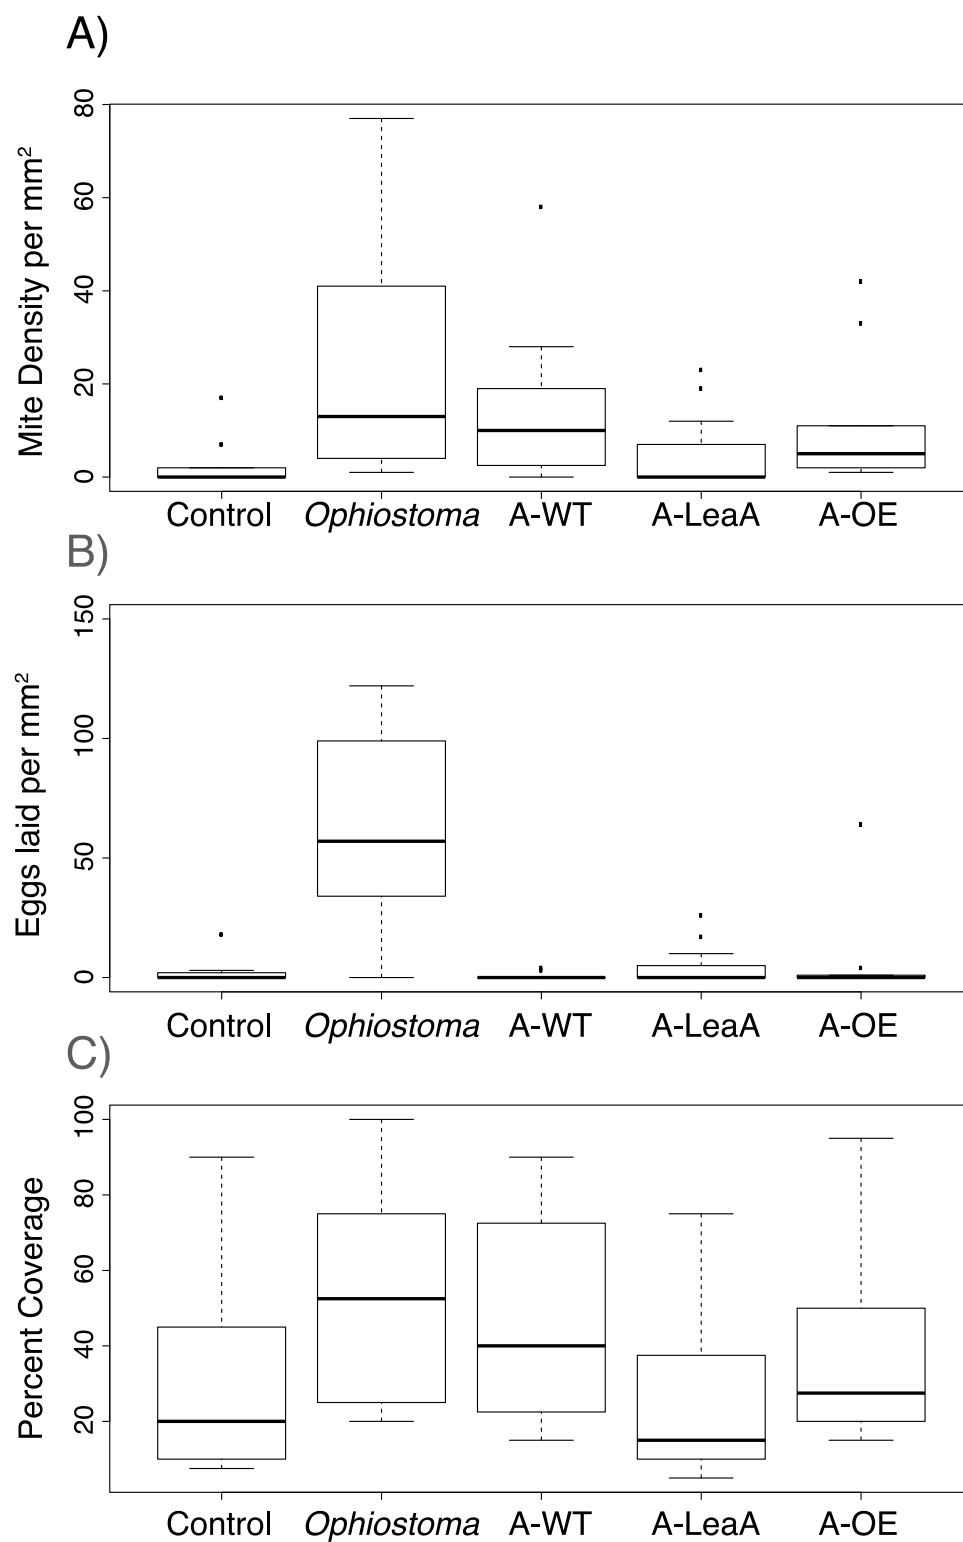 A)
Mite Density per mm²
80
60
40
20
0
Control Ophiostoma A-WT A-LeaA A-OE
B)
Eggs laid per mm²
150
100
50
0
Control Ophiostoma A-WT A-LeaA A-OE
C)
Percent Coverage
100
80
60
40
20
Control Ophiostoma A-WT A-LeaA A-OE